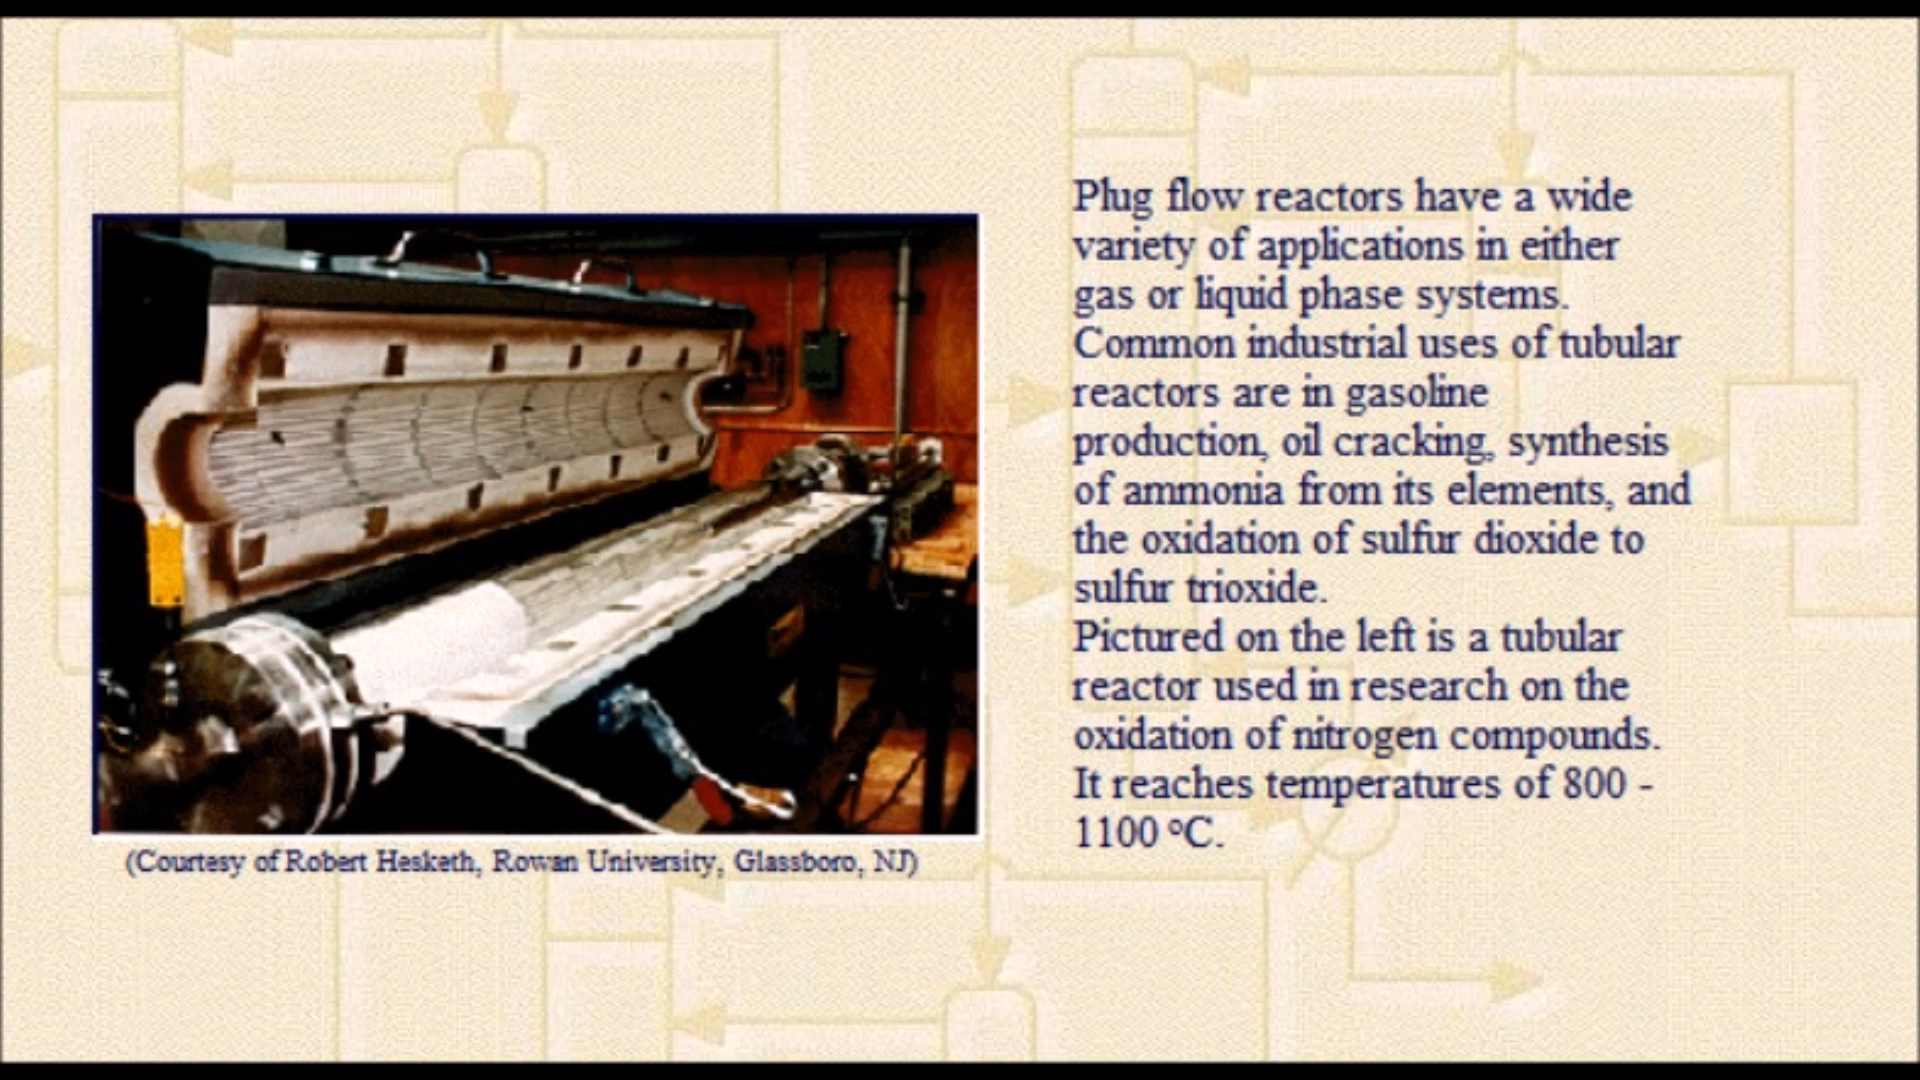 Plug flow reactors have a wide
variety of applications in either
gas or liquid phase systems.
Common industrial uses of tubular
reactors are in gasoline
production, oil cracking, synthesis
of ammonia from its elements, and
the oxidation of sulfur dioxide to
sulfur trioxide.
Pictured on the left is a tubular
reactor used in research on the
oxidation of nitrogen compounds.
It reaches temperatures of 800 -
1100 ºC.
(Courtesy of Robert Hesketh, Rowan University, Glassboro, NJ)